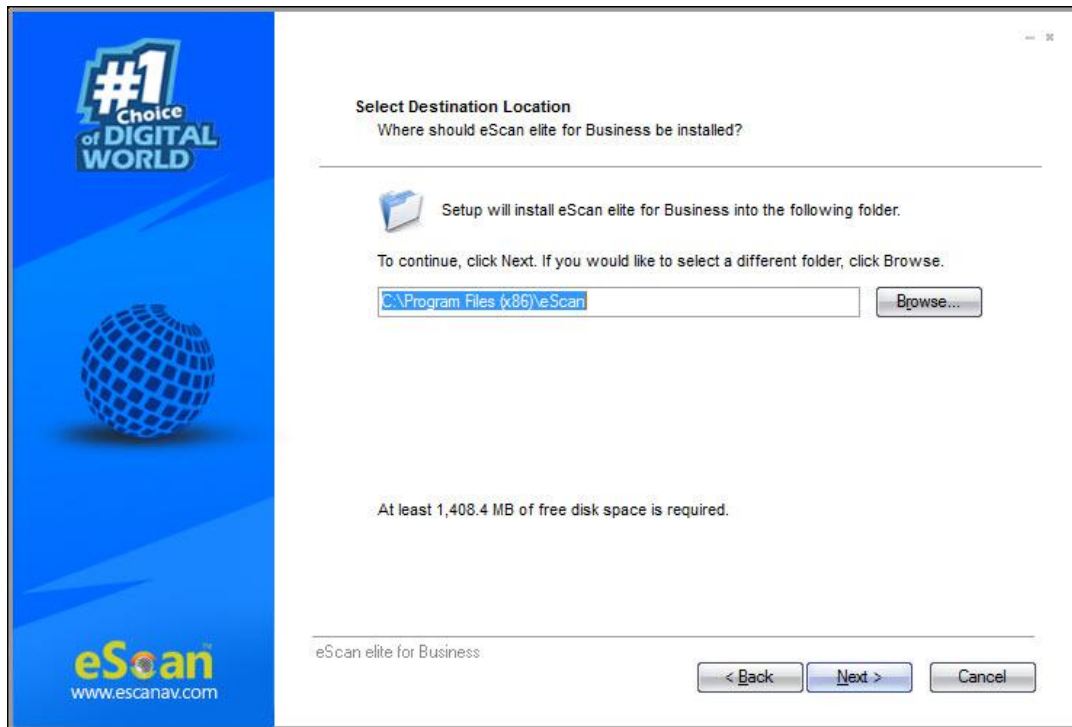 #1
Choice
of DIGITAL
WORLD
Select Destination Location
Where should eScan elite for Business be installed?
Setup will install eScan elite for Business into the following folder.
To continue, click Next. If you would like to select a different folder, click Browse.
C:\Program Files (x86)\eScan
Browse...
At least 1,408.4 MB of free disk space is required.
eScan elite for Business
< Back
Next >
Cancel
eScan™
www.escanav.com